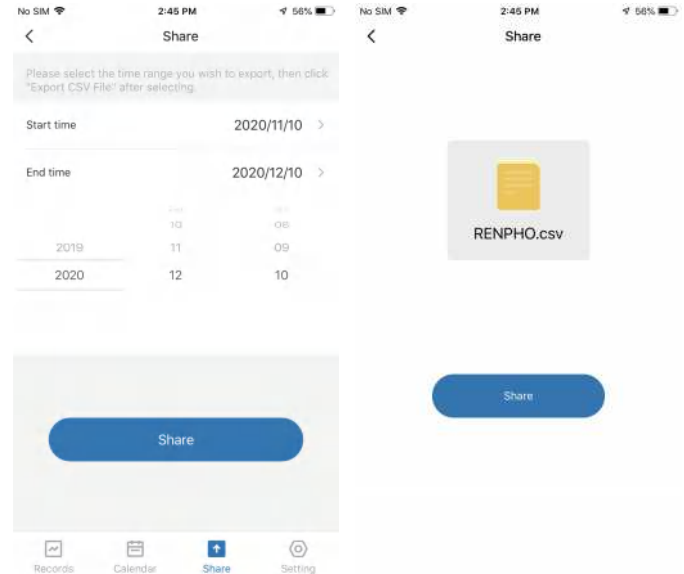 No SIM 2:45 PM 56%
Share
Please select the time range you wish to export, then click
"Export CSV File" after selecting.
Start time 2020/11/10
End time 2020/12/10
10 08
2019 11 09
2020 12 10
Share
Records Calendar Share Setting
No SIM 2:45 PM 56%
Share
RENPHO.csv
Share